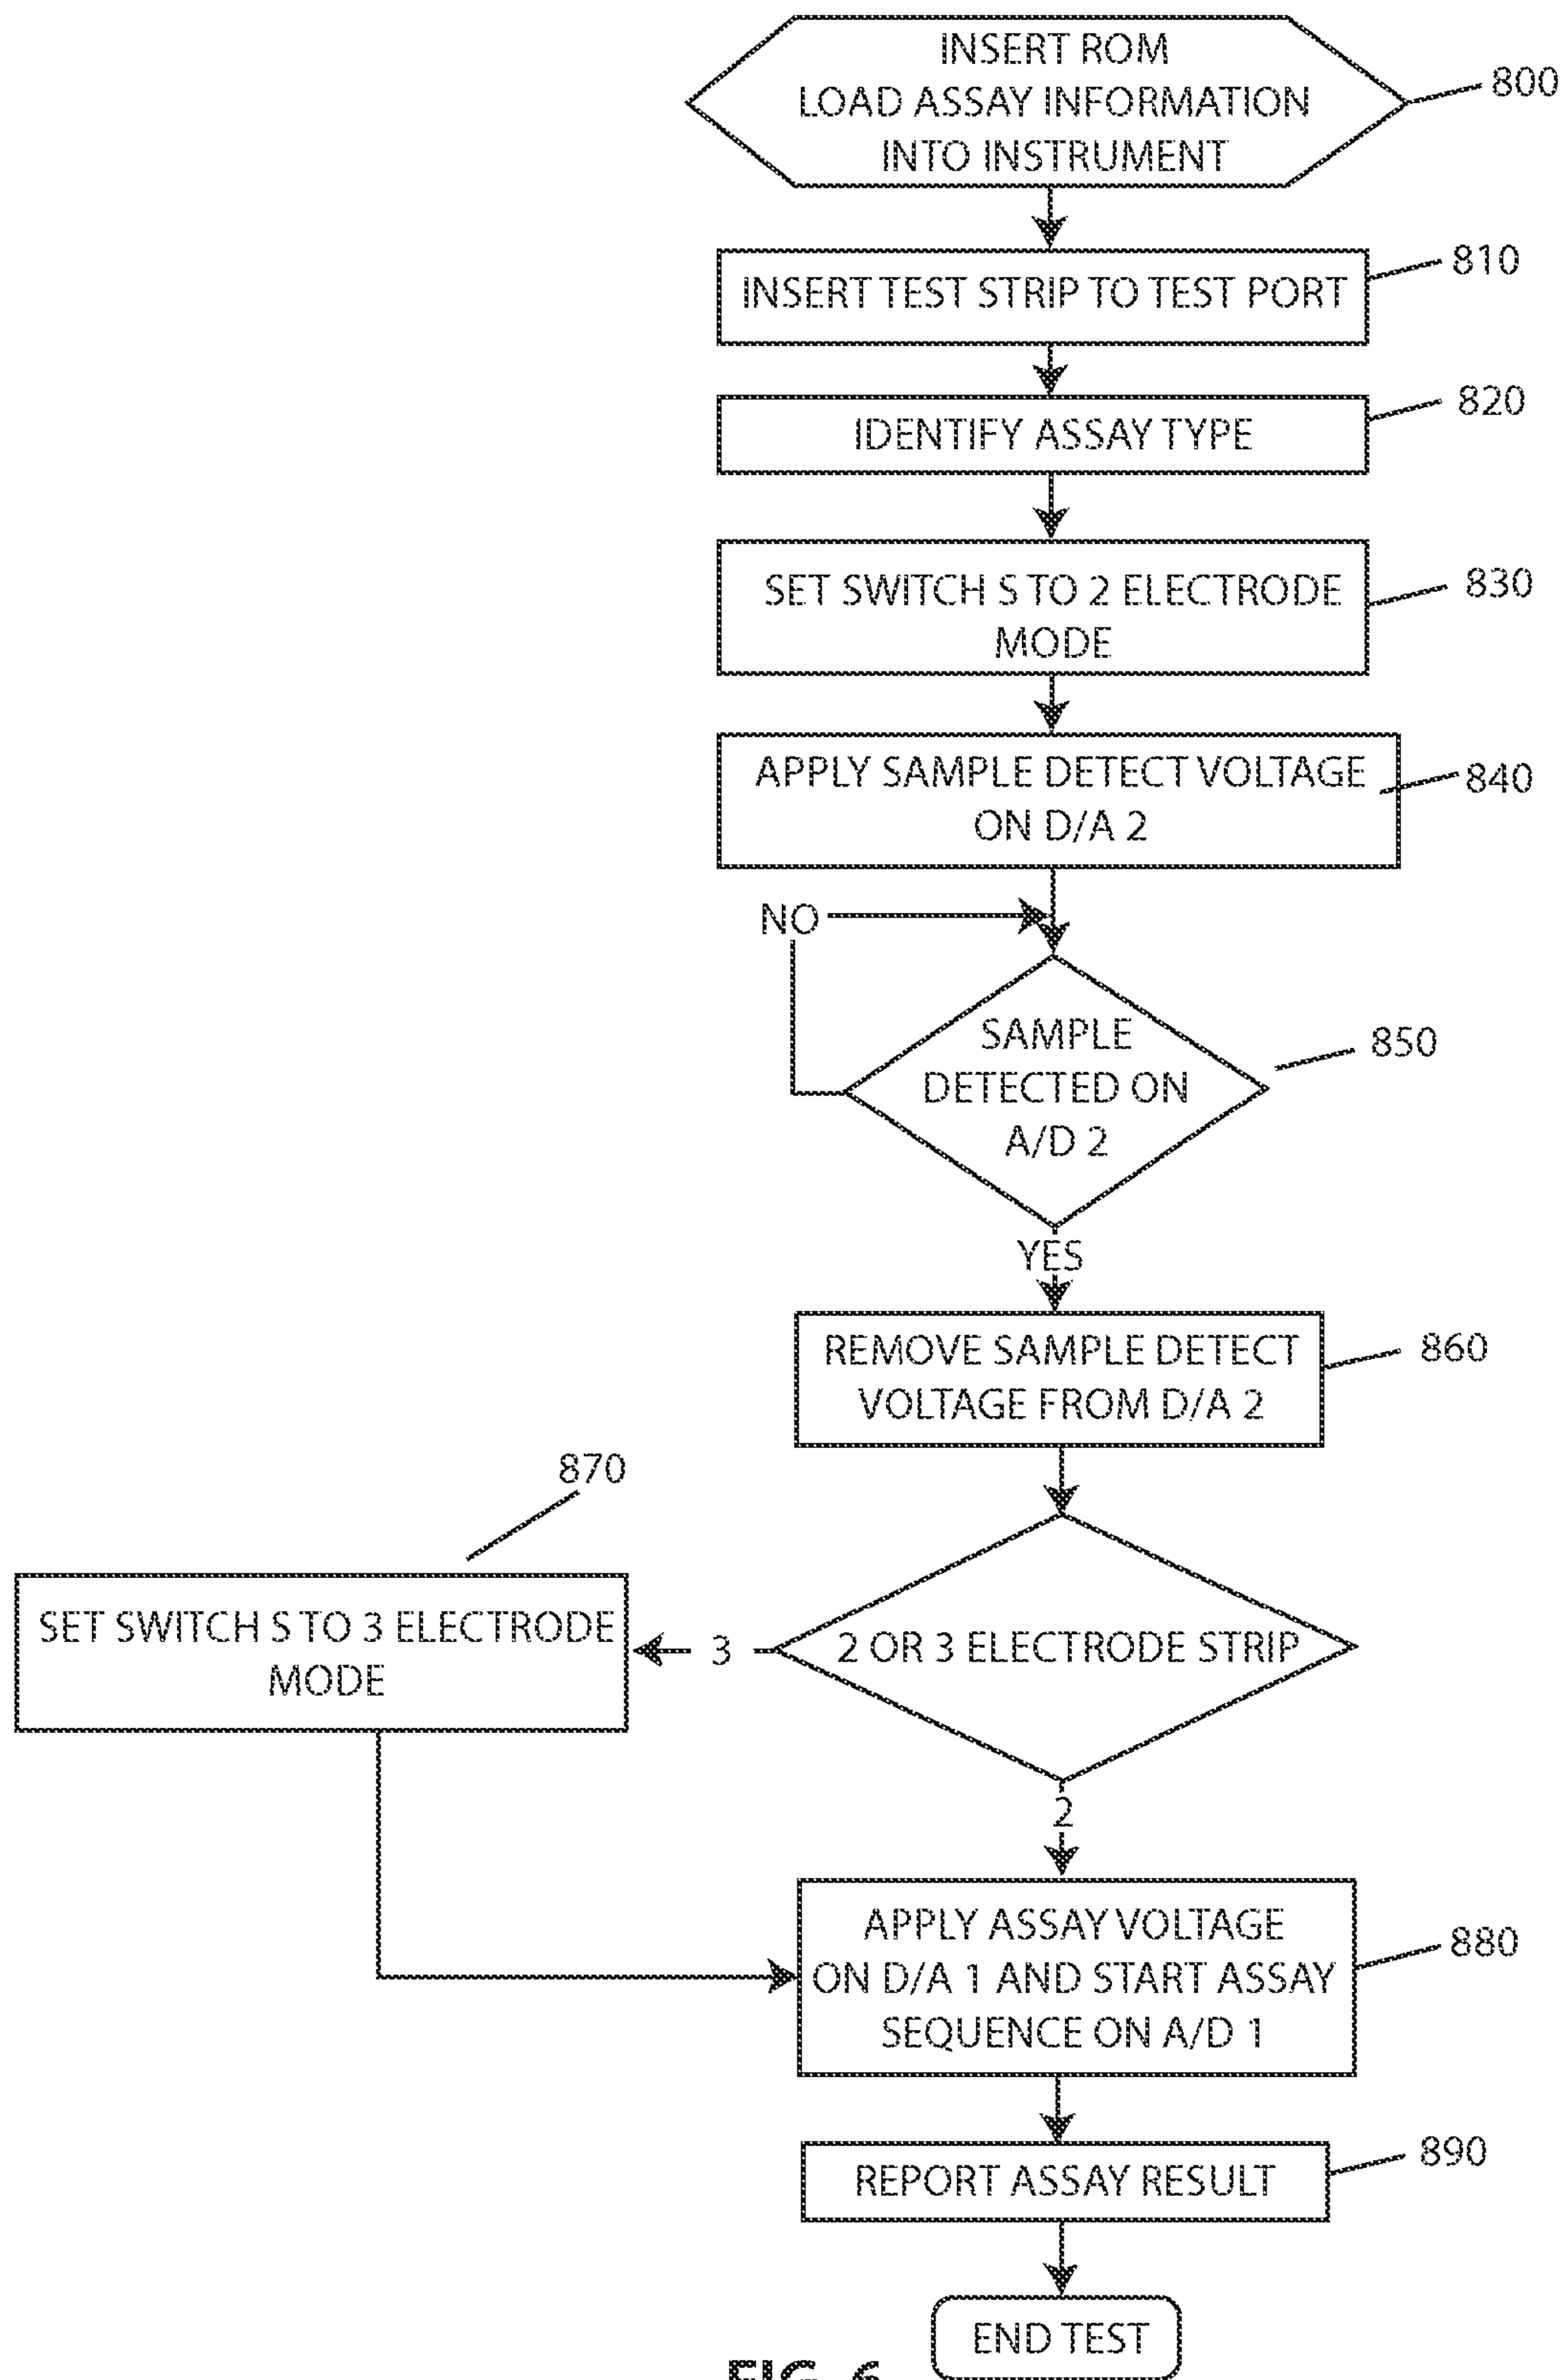 INSERT ROM
LOAD ASSAY INFORMATION
INTO INSTRUMENT
800
INSERT TEST STRIP TO TEST PORT
810
IDENTIFY ASSAY TYPE
820
SET SWITCH S TO 2 ELECTRODE
MODE
830
APPLY SAMPLE DETECT VOLTAGE
ON D/A 2
840
NO
SAMPLE
DETECTED ON
A/D 2
850
YES
REMOVE SAMPLE DETECT
VOLTAGE FROM D/A 2
860
870
SET SWITCH S TO 3 ELECTRODE
MODE
3
2 OR 3 ELECTRODE STRIP
2
APPLY ASSAY VOLTAGE
ON D/A 1 AND START ASSAY
SEQUENCE ON A/D 1
880
REPORT ASSAY RESULT
890
END TEST
FIG. 6